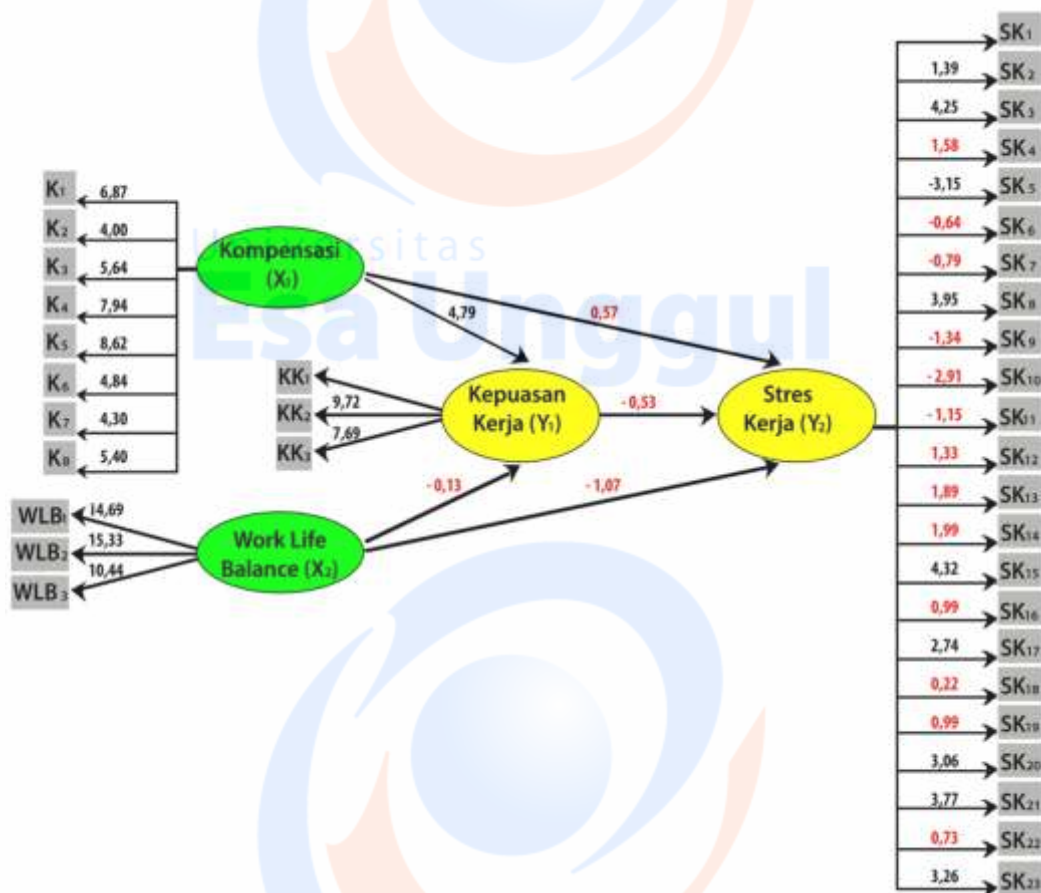 K1
6,87
K2
4,00
K3
5,64
K4
7,94
K5
8,62
K6
4,84
K7
4,30
K8
5,40
Kompensasi
(X1)
Universitas
Esa Unggul
4,79
0,57
KK1
KK2
9,72
KK3
7,69
Kepuasan
Kerja (Y1)
- 0,53
Stres
Kerja (Y2)
- 0,13
- 1,07
WLB1
14,69
WLB2
15,33
WLB3
10,44
Work Life
Balance (X2)
SK1
1,39
SK2
4,25
SK3
1,58
SK4
-3,15
SK5
-0,64
SK6
-0,79
SK7
3,95
SK8
-1,34
SK9
-2,91
SK10
-1,15
SK11
1,33
SK12
1,89
SK13
1,99
SK14
4,32
SK15
0,99
SK16
2,74
SK17
0,22
SK18
0,99
SK19
3,06
SK20
3,77
SK21
0,73
SK22
3,26
SK23